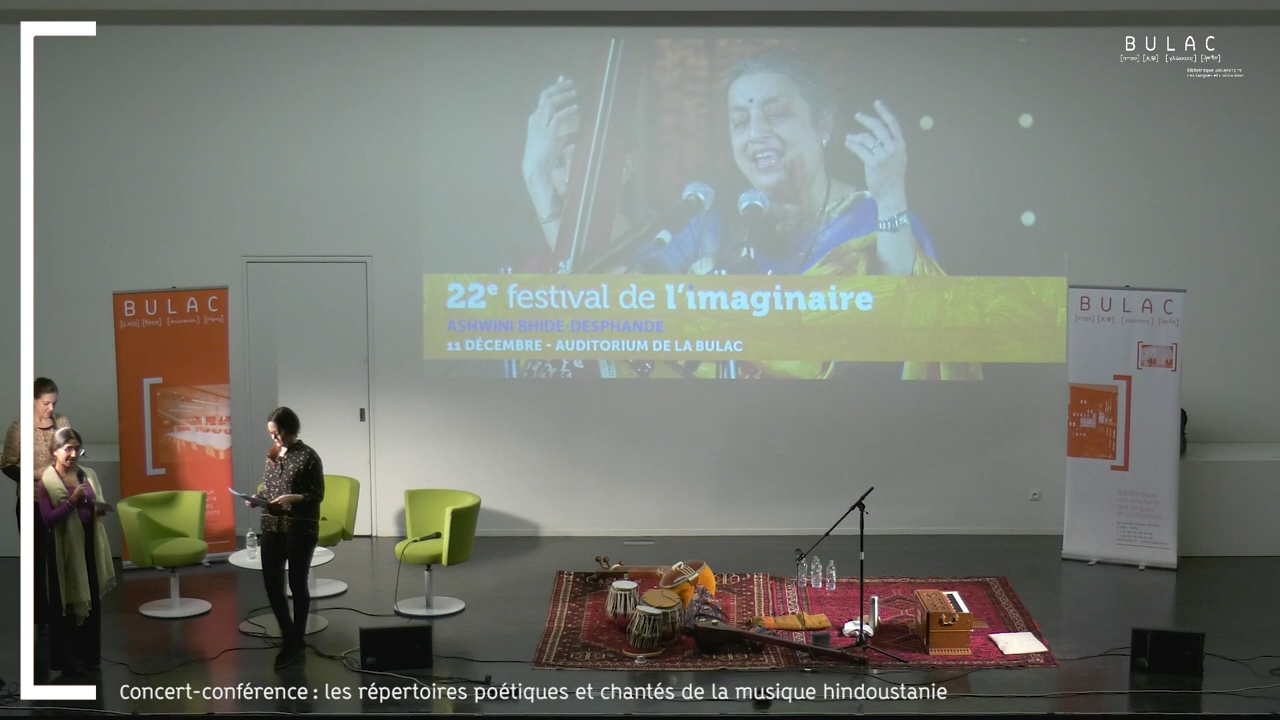 BULAC
22e festival de l'imaginaire
ASHWINI BHIDE-DESPHANDE
11 DÉCEMBRE - AUDITORIUM DE LA BULAC
BULAC
BULAC
Concert-conférence : les répertoires poétiques et chantés de la musique hindoustanie